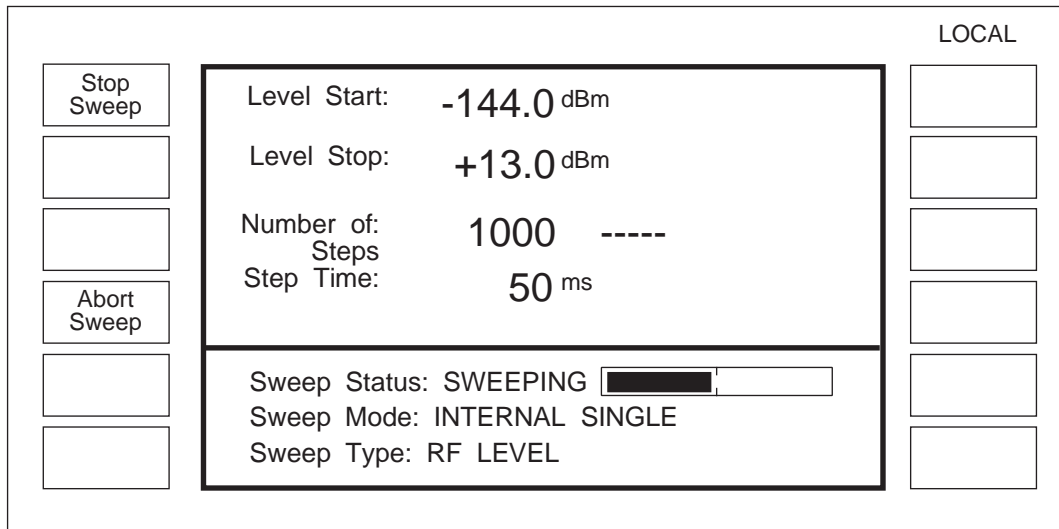 LOCAL
Stop
Sweep
Level Start: -144.0 dBm
Level Stop: +13.0 dBm
Number of: 1000 -----
Steps
Step Time: 50 ms
Abort
Sweep
Sweep Status: SWEEPING
Sweep Mode: INTERNAL SINGLE
Sweep Type: RF LEVEL